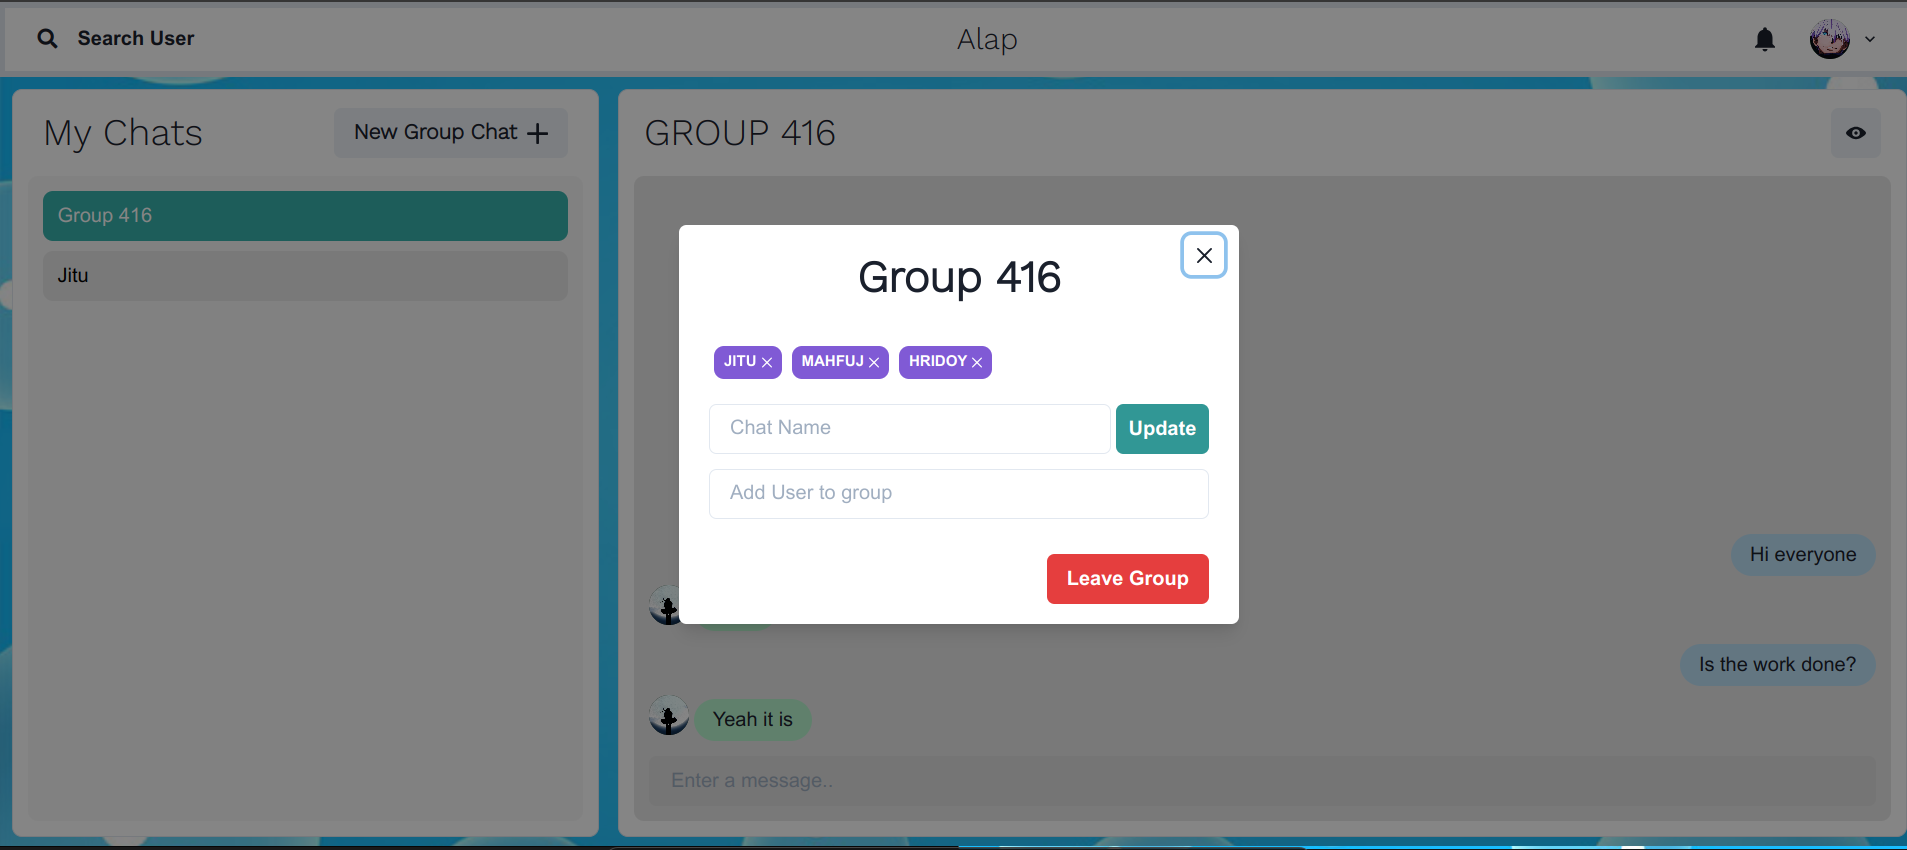 Search User
Alap
My Chats
New Group Chat
Group 416
Jitu
GROUP 416
Group 416
JITU
MAHFUJ
HRIDOY
Chat Name
Update
Add User to group
Leave Group
Hi everyone
Is the work done?
Yeah it is
Enter a message..